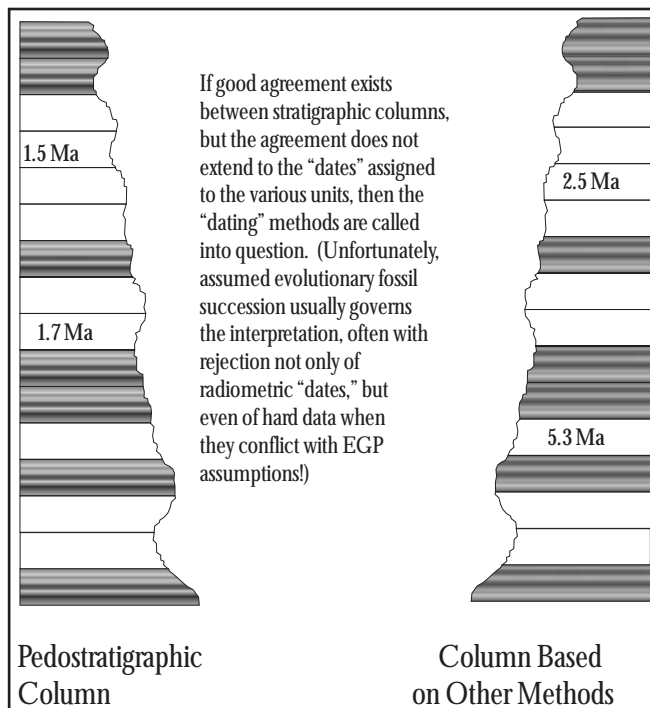 If good agreement exists
between stratigraphic columns,
but the agreement does not
extend to the “dates” assigned
to the various units, then the
“dating” methods are called
into question. (Unfortunately,
assumed evolutionary fossil
succession usually governs
the interpretation, often with
rejection not only of
radiometric “dates,” but
even of hard data when
they conflict with EGP
assumptions!)
1.5 Ma
1.7 Ma
2.5 Ma
5.3 Ma
Pedostratigraphic
Column
Column Based
on Other Methods